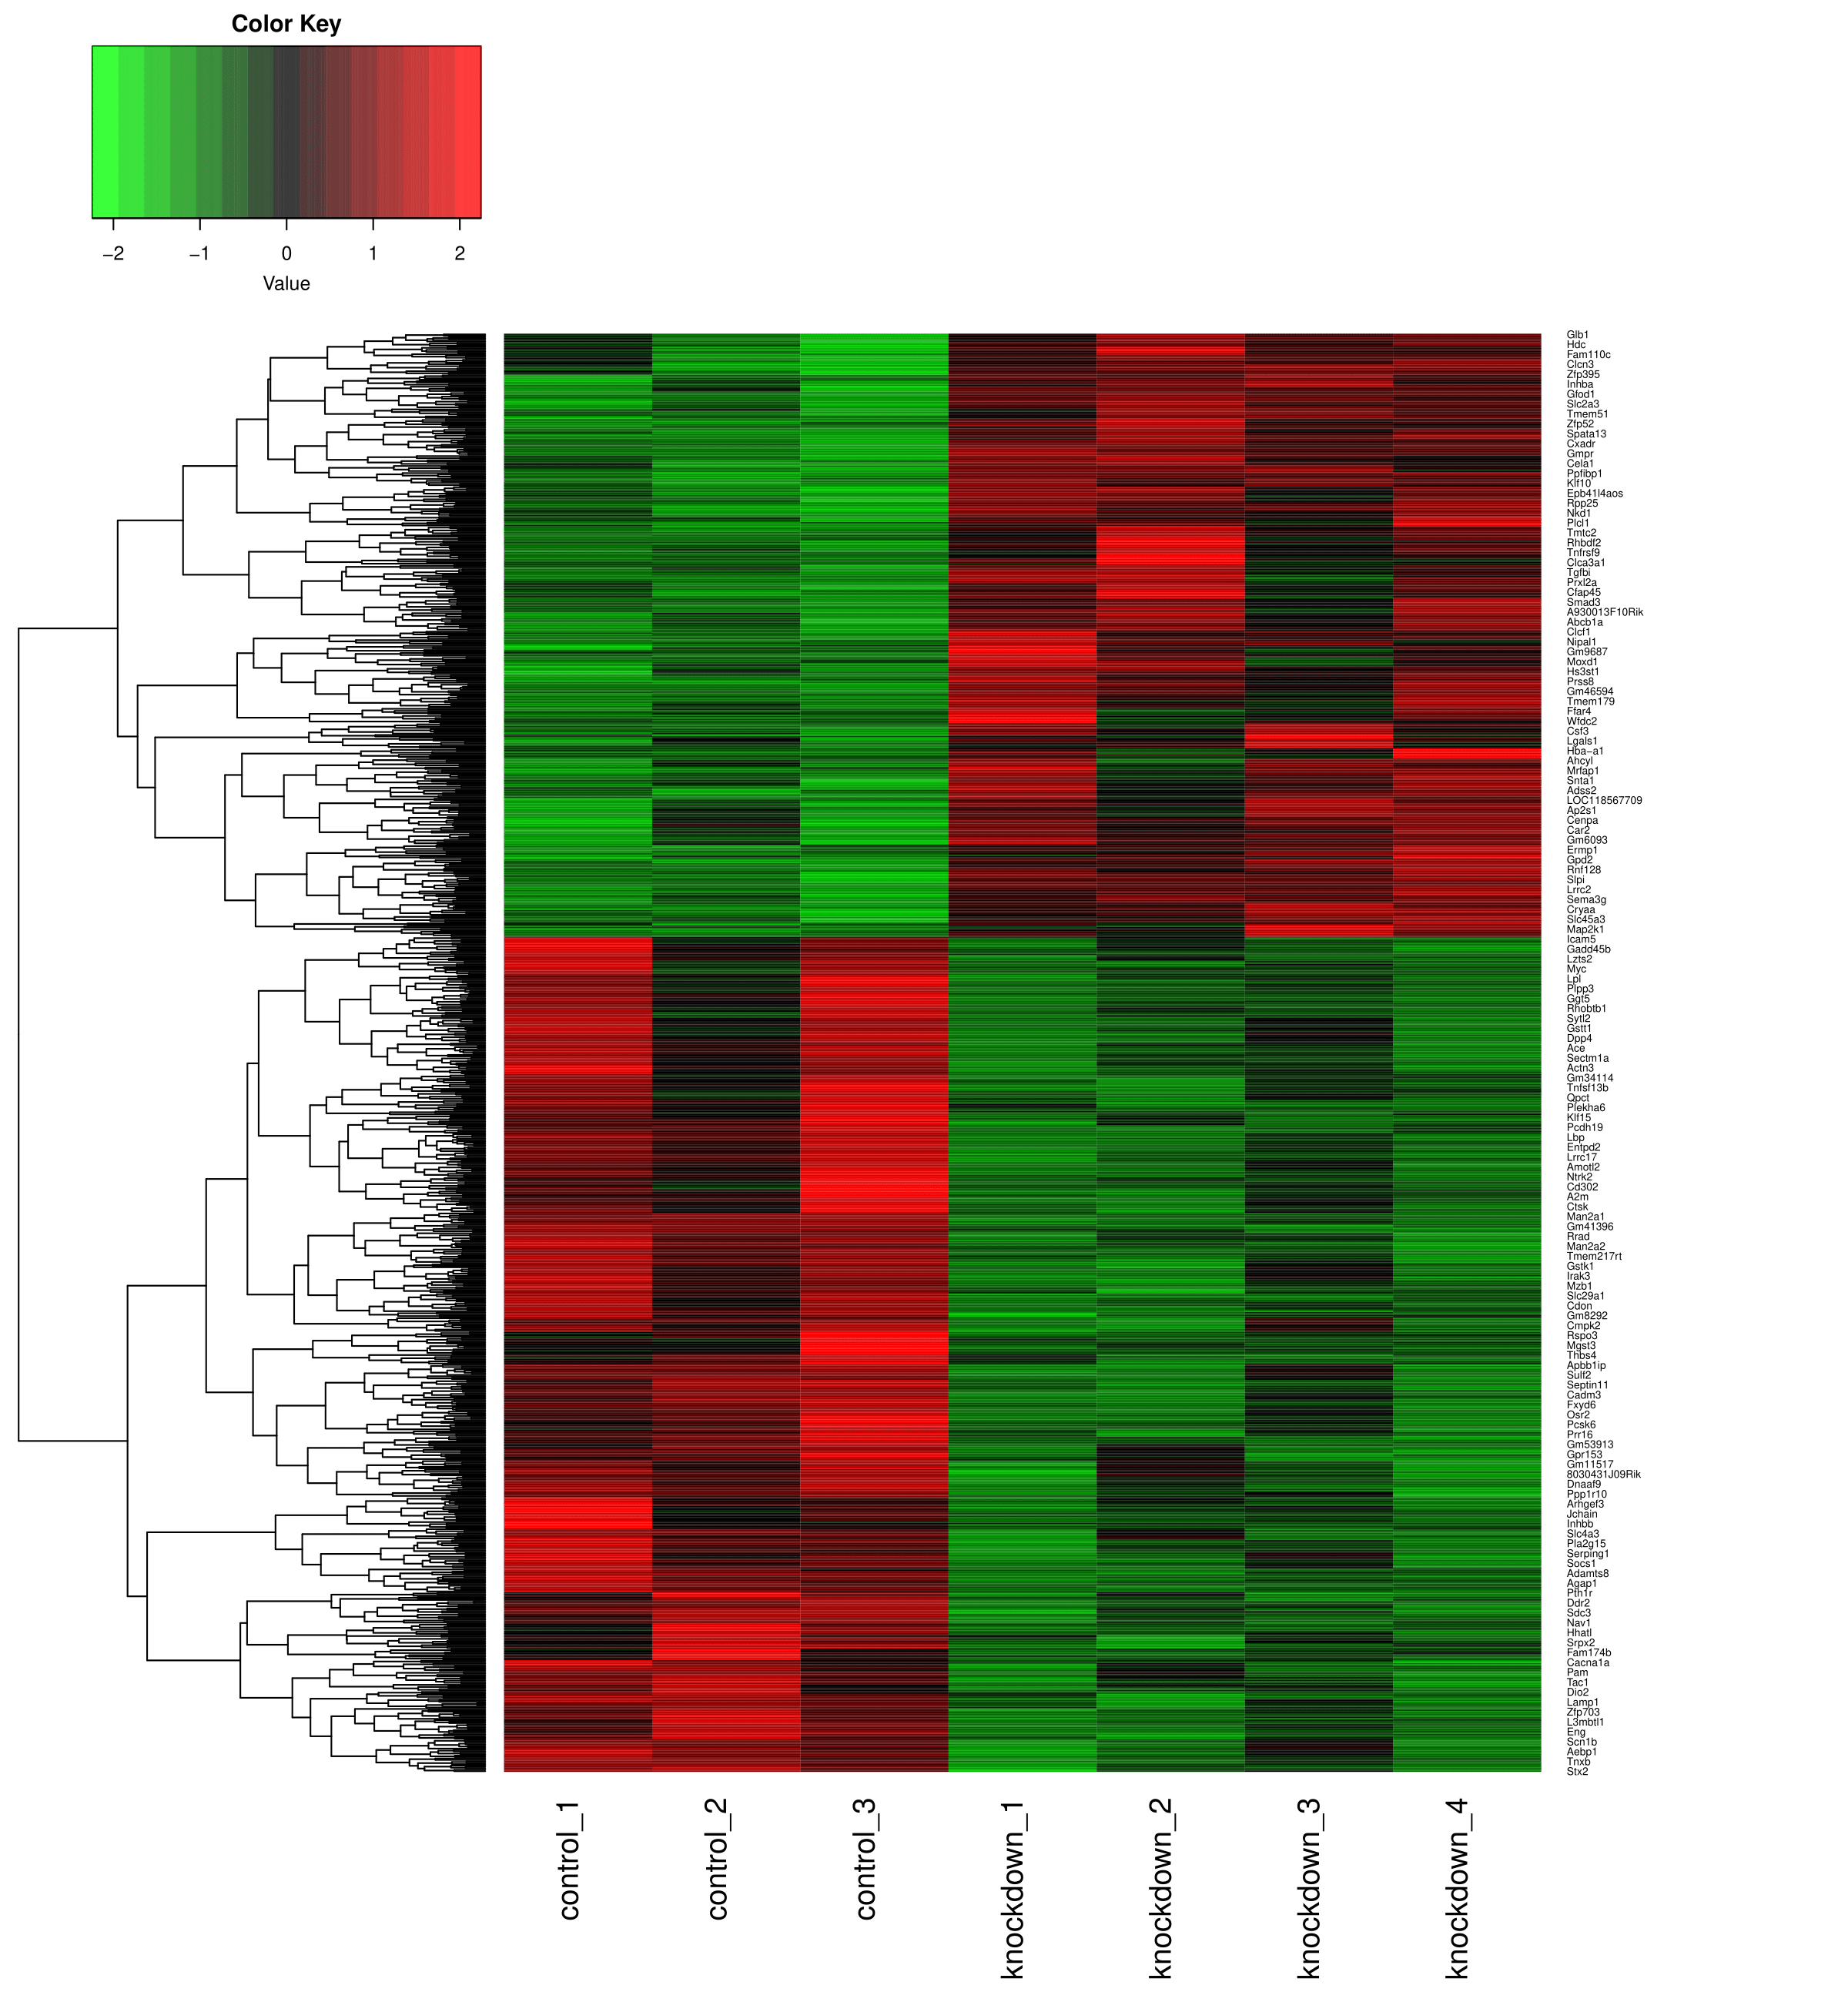 Color Key
−2 −1 0 1 2
Value
Glb1
Hdc
Fam110c
Clcn3
Zfp395
Inhba
Gfod1
Slc2a3
Tmem51
Zfp52
Spata13
Cxadr
Gmpr
Cela1
Ppfibp1
Klf10
Epb41l4aos
Rpp25
Nkd1
Plcl1
Tmtc2
Rhbdf2
Tnfrsf9
Clca3a1
Tgfbi
Prxl2a
Cfap45
Smad3
A930013F10Rik
Abcb1a
Clcf1
Nipal1
Gm9687
Moxd1
Hs3st1
Prss8
Gm46594
Tmem179
Ffar4
Wfdc2
Csf3
Lgals1
Hba−a1
Ahcyl
Mrfap1
Snta1
Adss2
LOC118567709
Ap2s1
Cenpa
Car2
Gm6093
Ermp1
Gpd2
Rnf128
Slpi
Lrrc2
Sema3g
Cryaa
Slc45a3
Map2k1
Icam5
Gadd45b
Lzts2
Myc
Lpl
Plpp3
Ggt5
Rhobtb1
Sytl2
Gstt1
Dpp4
Ace
Sectm1a
Actn3
Gm34114
Tnfsf13b
Qpct
Plekha6
Klf15
Pcdh19
Lbp
Entpd2
Lrrc17
Amotl2
Ntrk2
Cd302
A2m
Ctsk
Man2a1
Gm41396
Rrad
Man2a2
Tmem217rt
Gstk1
Irak3
Mzb1
Slc29a1
Cdon
Gm8292
Cmpk2
Rspo3
Mgst3
Thbs4
Apbb1ip
Sulf2
Septin11
Cadm3
Fxyd6
Osr2
Pcsk6
Prr16
Gm53913
Gpr153
Gm11517
8030431J09Rik
Dnaaf9
Ppp1r10
Arhgef3
Jchain
Inhbb
Slc4a3
Pla2g15
Serping1
Socs1
Adamts8
Agap1
Pth1r
Ddr2
Sdc3
Nav1
Hhatl
Srpx2
Fam174b
Cacna1a
Pam
Tac1
Dio2
Lamp1
Zfp703
L3mbtl1
Eng
Scn1b
Aebp1
Tnxb
Stx2
control_1
control_2
control_3
knockdown_1
knockdown_2
knockdown_3
knockdown_4